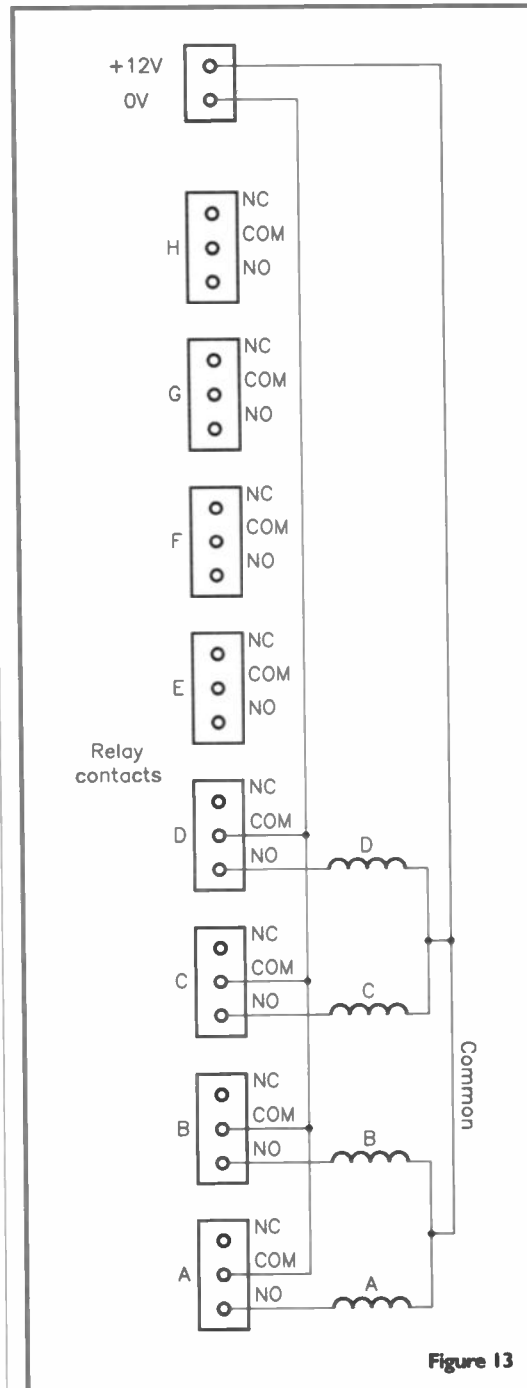 +12V
0V
NC
H COM
NO
NC
G COM
NO
NC
F COM
NO
NC
E COM
NO
Relay
contacts
NC
D COM
NO
D
NC
C COM
NO
C
Common
NC
B COM
NO
B
NC
A COM
NO
A
Figure 13